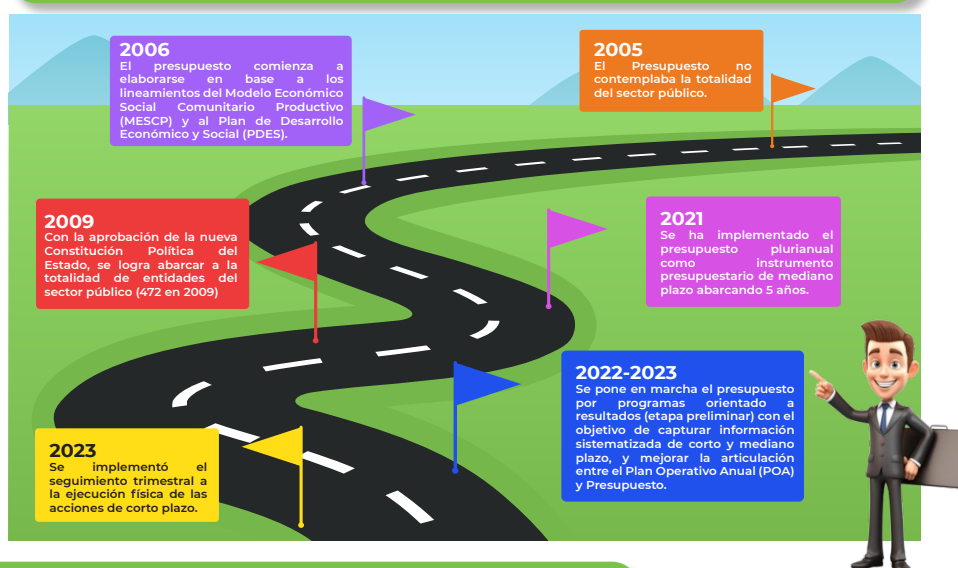 2006
El presupuesto comienza a
elaborarse en base a los
lineamientos del Modelo Económico
Social Comunitario Productivo
(MESCP) y al Plan de Desarrollo
Económico y Social (PDES).
2005
El Presupuesto no
contemplaba la totalidad
del sector público.
2009
Con la aprobación de la nueva
Constitución Política del
Estado, se logra abarcar a la
totalidad de entidades del
sector público (472 en 2009)
2021
Se ha implementado el
presupuesto plurianual
como instrumento
presupuestario de mediano
plazo abarcando 5 años.
2022-2023
Se pone en marcha el presupuesto
por programas orientado a
resultados (etapa preliminar) con el
objetivo de capturar información
sistematizada de corto y mediano
plazo, y mejorar la articulación
entre el Plan Operativo Anual (POA)
y Presupuesto.
2023
Se implementó el
seguimiento trimestral a
la ejecución física de las
acciones de corto plazo.